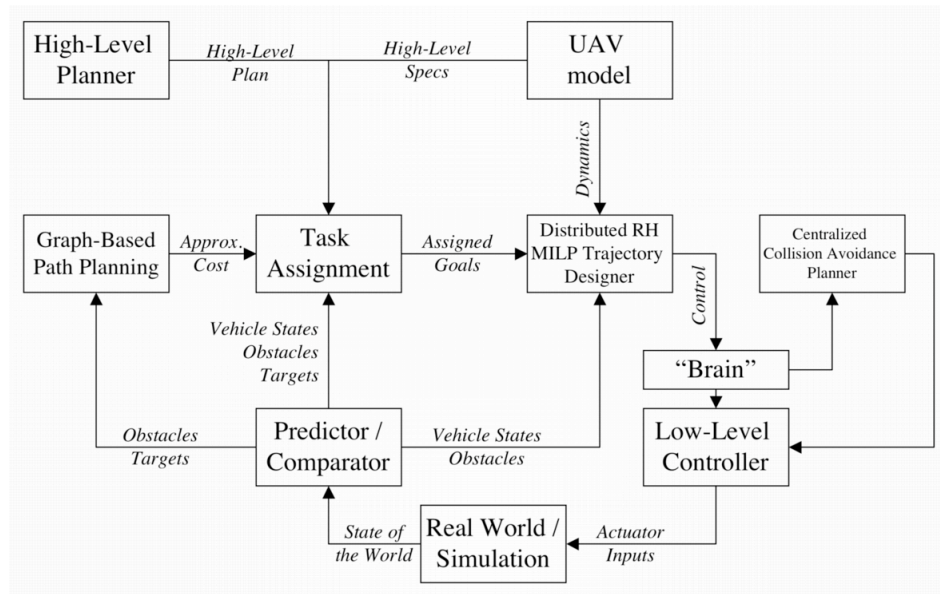 High-Level
Planner
High-Level
Plan
High-Level
Specs
UAV
model
Dynamics
Graph-Based
Path Planning
Approx.
Cost
Task
Assignment
Assigned
Goals
Distributed RH
MILP Trajectory
Designer
Control
Centralized
Collision Avoidance
Planner
Vehicle States
Obstacles
Targets
“Brain”
Obstacles
Targets
Predictor /
Comparator
Vehicle States
Obstacles
Low-Level
Controller
State of
the World
Real World /
Simulation
Actuator
Inputs